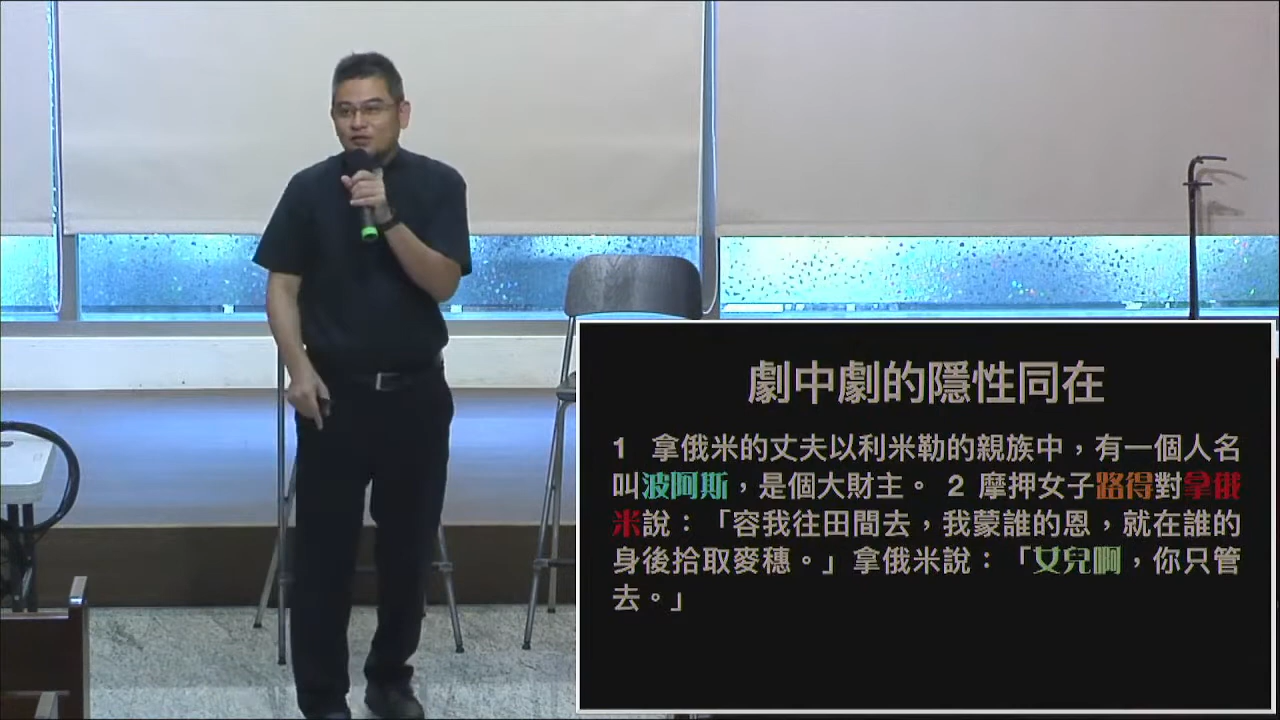 劇中劇的隱性同在
1 拿俄米的丈夫以利米勒的親族中，有一個人名
叫波阿斯，是個大財主。 2 摩押女子路得對拿俄
米說：「容我往田間去，我蒙誰的恩，就在誰的
身後拾取麥穗。」拿俄米說：「女兒啊，你只管
去。」